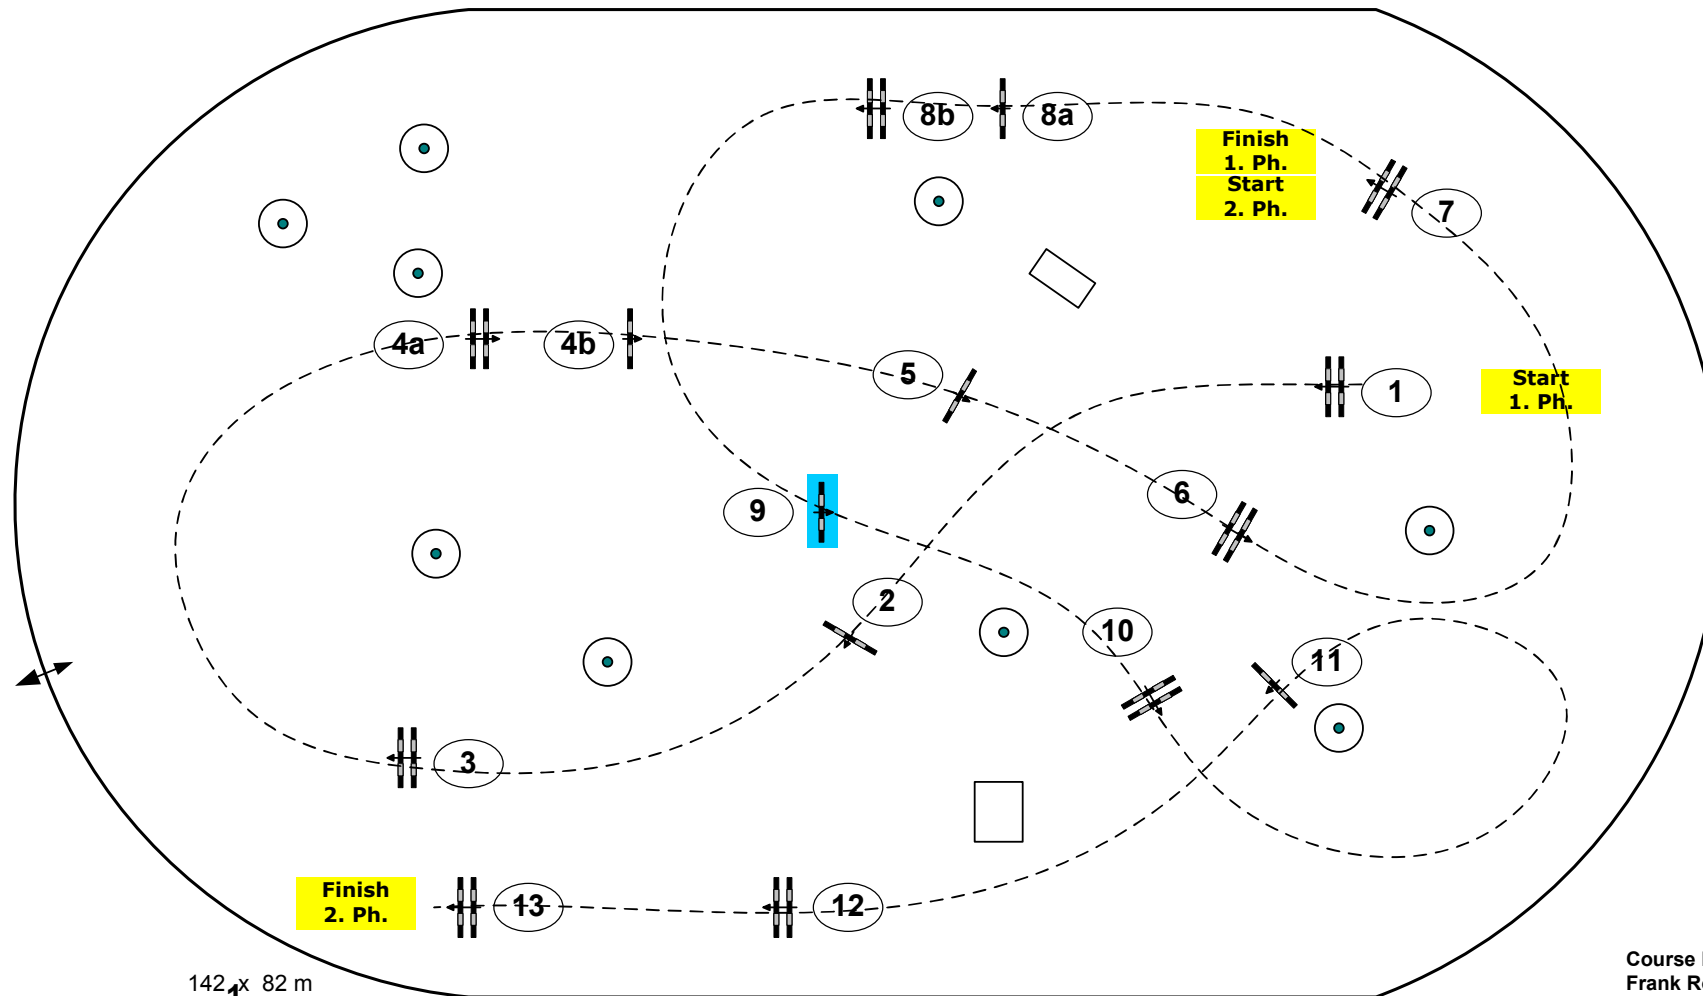 8b
8a
Finish
1. Ph.
Start
2. Ph.
7
4a
4b
5
Start
1. Ph.
1
6
9
2
10
11
3
Finish
2. Ph.
13
12
142 x 82 m
1
Course
Frank